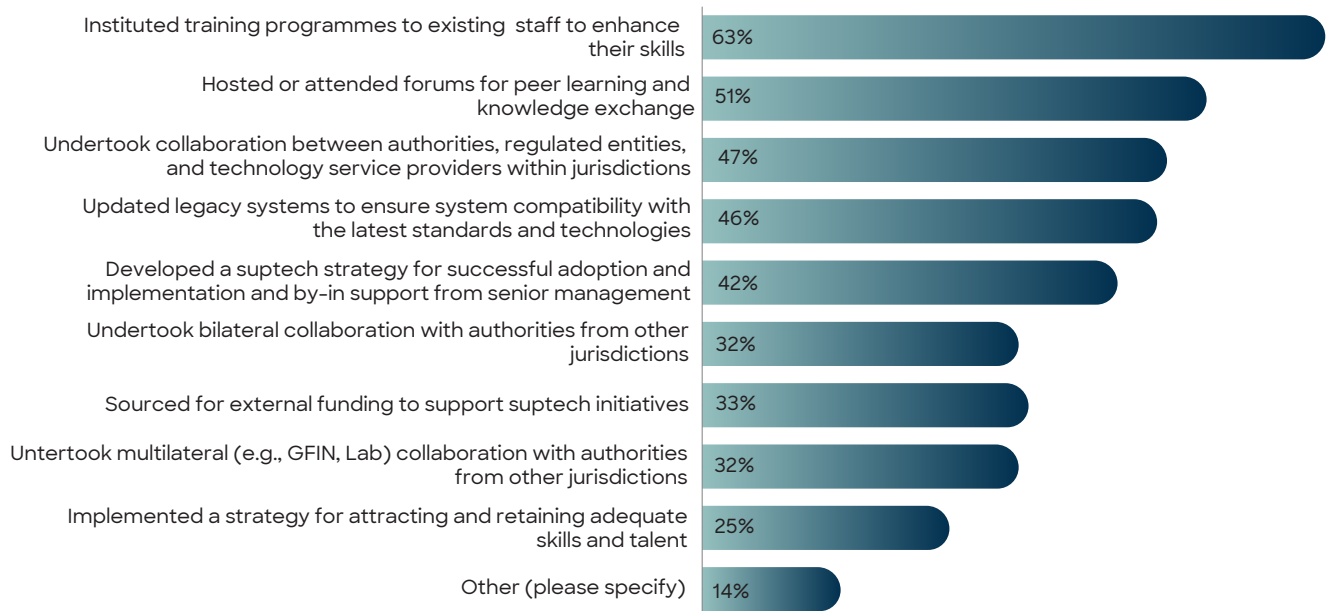 Instituted training programmes to existing staff to enhance
their skills
63%
Hosted or attended forums for peer learning and
knowledge exchange
51%
Undertook collaboration between authorities, regulated entities,
and technology service providers within jurisdictions
47%
Updated legacy systems to ensure system compatibility with
the latest standards and technologies
46%
Developed a suptech strategy for successful adoption and
implementation and by-in support from senior management
42%
Undertook bilateral collaboration with authorities from other
jurisdictions
32%
Sourced for external funding to support suptech initiatives
33%
Untertook multilateral (e.g., GFIN, Lab) collaboration with authorities
from other jurisdictions
32%
Implemented a strategy for attracting and retaining adequate
skills and talent
25%
Other (please specify)
14%